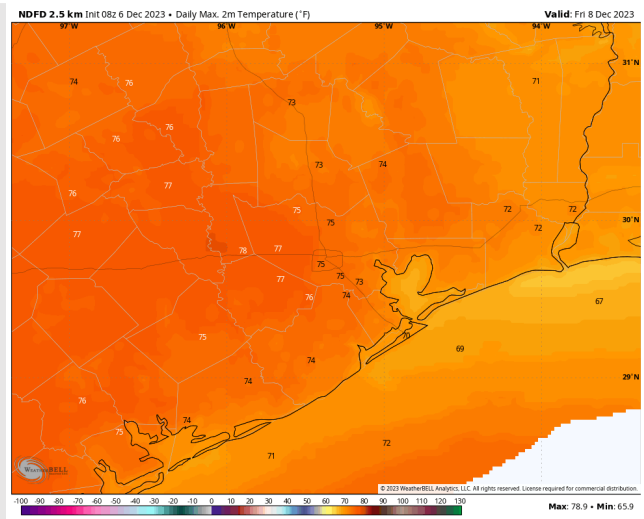 NDFD 2.5 km Init 08z 6 Dec 2023 • Daily Max. 2m Temperature (°F)
Valid: Fri 8 Dec 2023
97°W 96°W 95°W 94°W
31°N
74 76 73 71
76 76
73 74
76 77
75 72 72
30°N
77 75 72
78 77
75
77 75 73
76 74
67
75 70
69
74
29°N
74
76
74
75
72
71
WeatherBELL
© 2023 WeatherBELL Analytics, LLC. All rights reserved. License required for commercial distribution.
-100 -90 -80 -70 -60 -50 -40 -30 -20 -10 0 10 20 30 40 50 60 70 80 90 100 110 120 130
Max: 78.9 • Min: 65.9